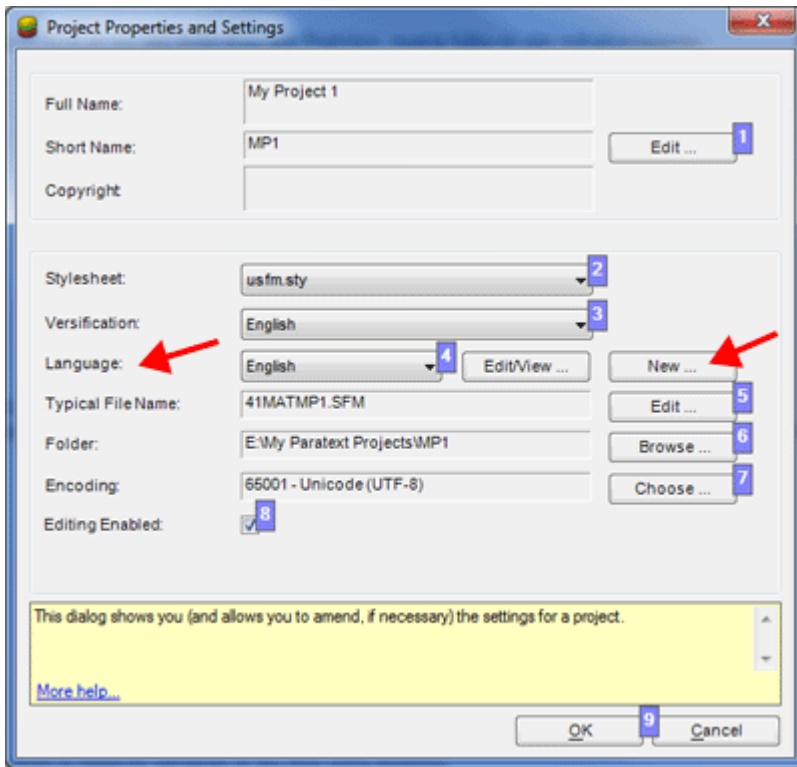 Project Properties and Settings
Full Name: My Project 1
Short Name: MP1 Edit ... 1
Copyright
Stylesheet: usfm.sty 2
Versification: English 3
Language: English 4 Edit/View ... New ...
Typical File Name: 41MATMP1.SFM Edit ... 5
Folder: E:\My Paratext Projects\MP1 Browse ... 6
Encoding: 65001 - Unicode (UTF-8) Choose ... 7
Editing Enabled: 8
This dialog shows you (and allows you to amend, if necessary) the settings for a project.
More help...
OK 9 Cancel